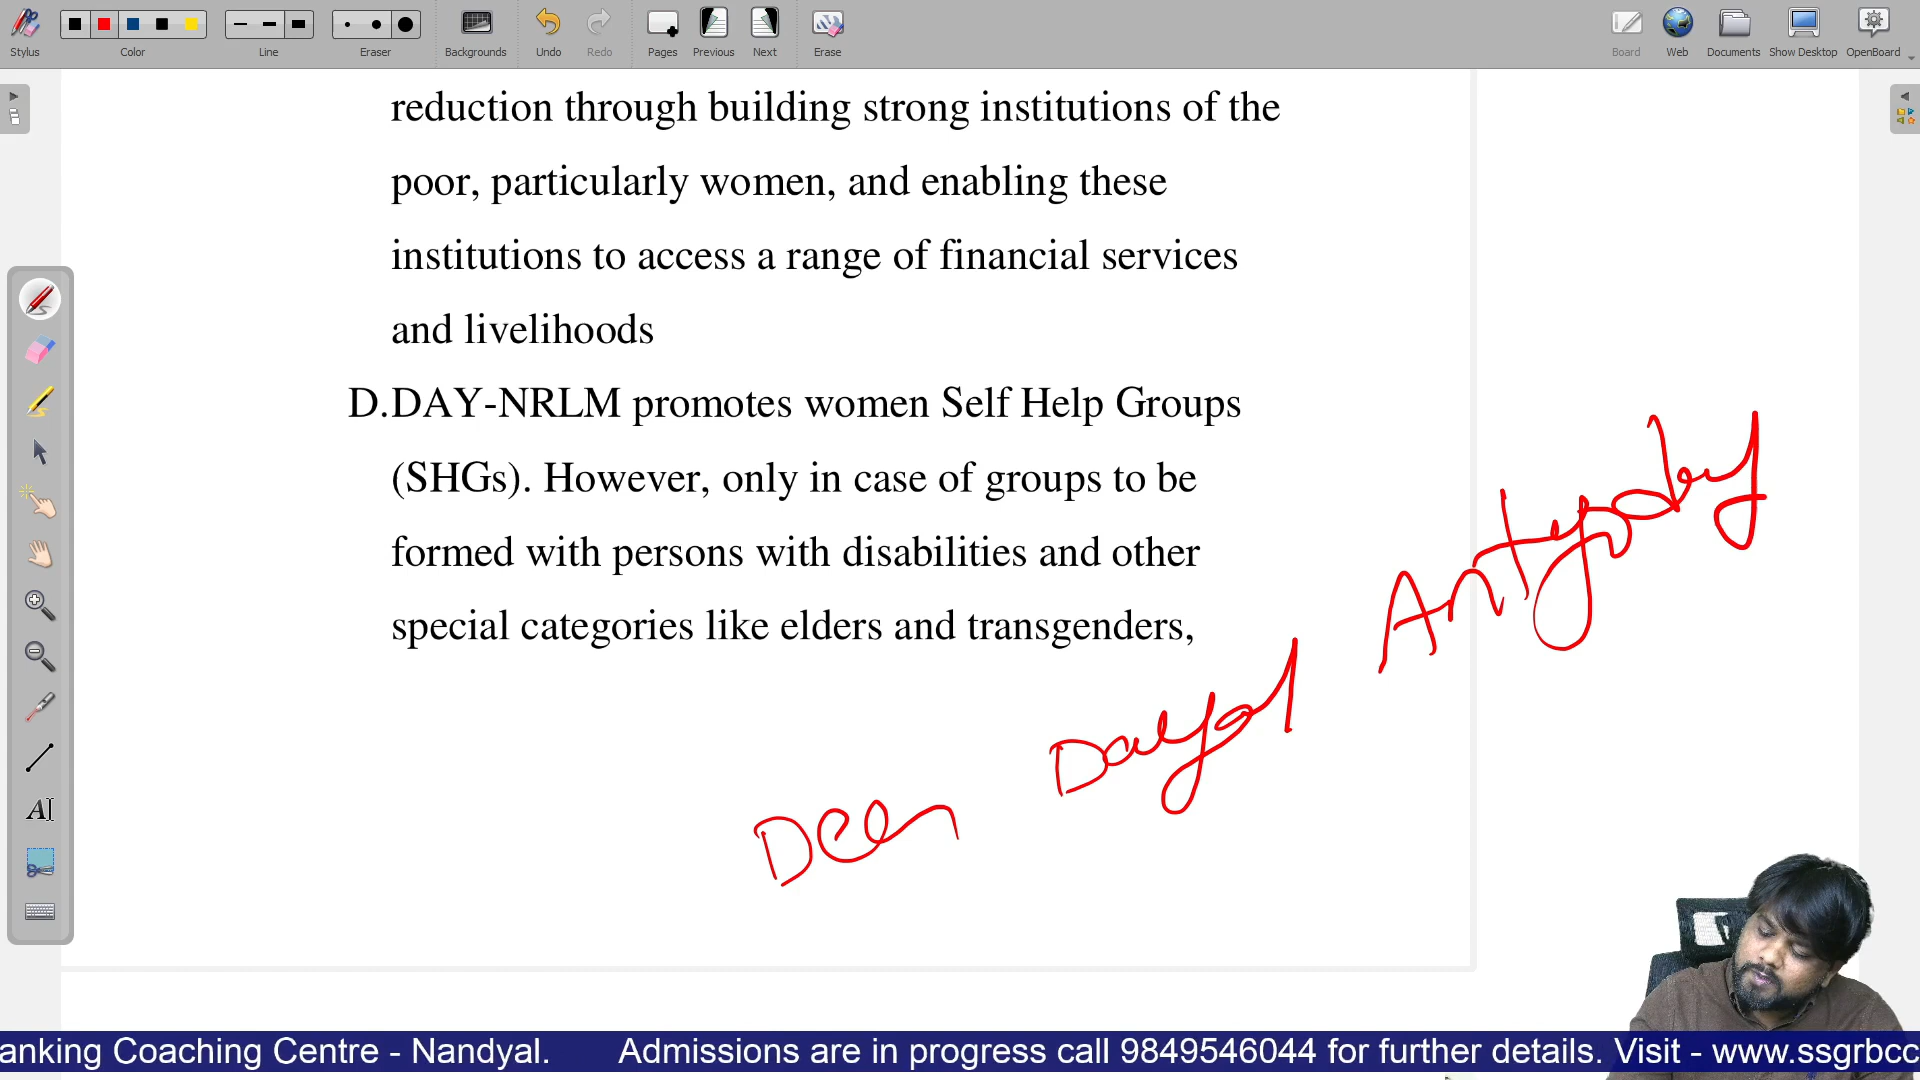 Stylus
Color
Line
Eraser
Backgrounds
Undo
Redo
Pages
Previous
Next
Erase
Board
Web
Documents
Show Desktop
OpenBoard
reduction through building strong institutions of the
poor, particularly women, and enabling these
institutions to access a range of financial services
and livelihoods
D.DAY-NRLM promotes women Self Help Groups
(SHGs). However, only in case of groups to be
formed with persons with disabilities and other
special categories like elders and transgenders,
Deen Dayal
anking Coaching Centre - Nandyal. Admissions are in progress call 9849546044 for further details. Visit - www.ssgrbcc